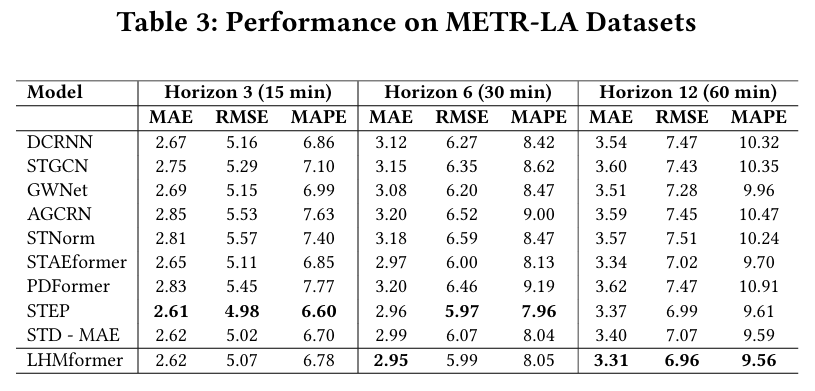 Table 3: Performance on METR-LA Datasets
Model Horizon 3 (15 min) Horizon 6 (30 min) Horizon 12 (60 min)
MAE RMSE MAPE MAE RMSE MAPE MAE RMSE MAPE
DCRNN 2.67 5.16 6.86 3.12 6.27 8.42 3.54 7.47 10.32
STGCN 2.75 5.29 7.10 3.15 6.35 8.62 3.60 7.43 10.35
GWNet 2.69 5.15 6.99 3.08 6.20 8.47 3.51 7.28 9.96
AGCRN 2.85 5.53 7.63 3.20 6.52 9.00 3.59 7.45 10.47
STNorm 2.81 5.57 7.40 3.18 6.59 8.47 3.57 7.51 10.24
STAEformer 2.65 5.11 6.85 2.97 6.00 8.13 3.34 7.02 9.70
PDFormer 2.83 5.45 7.77 3.20 6.46 9.19 3.62 7.47 10.91
STEP 2.61 4.98 6.60 2.96 5.97 7.96 3.37 6.99 9.61
STD - MAE 2.62 5.02 6.70 2.99 6.07 8.04 3.40 7.07 9.59
LHMformer 2.62 5.07 6.78 2.95 5.99 8.05 3.31 6.96 9.56